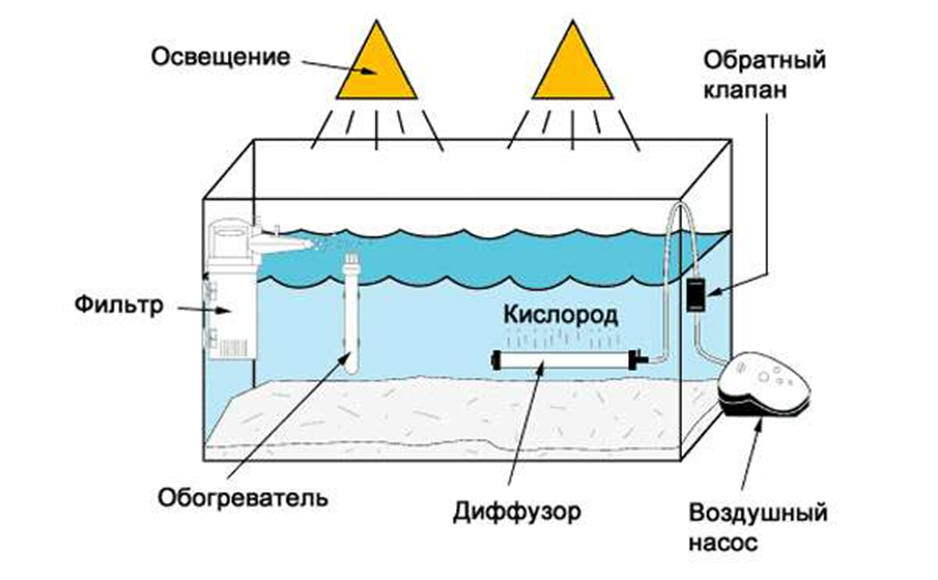 Освещение
Обратный
клапан
Фильтр
Кислород
Обогреватель
Диффузор
Воздушный
насос